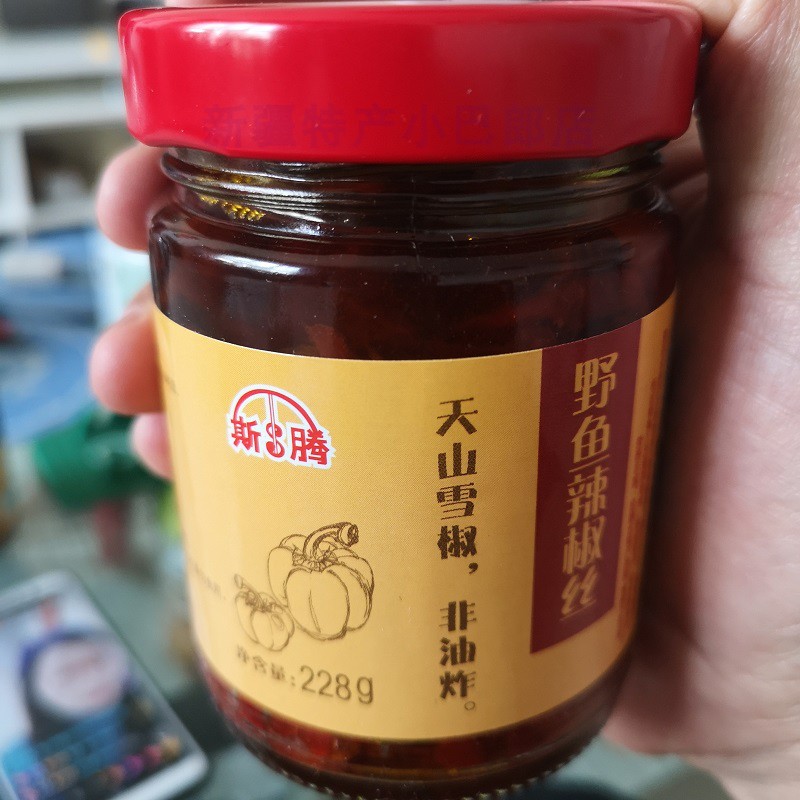 新疆特产小巴郎店
斯腾
天山雪椒，非油炸。
野鱼辣椒丝
净含量:228g